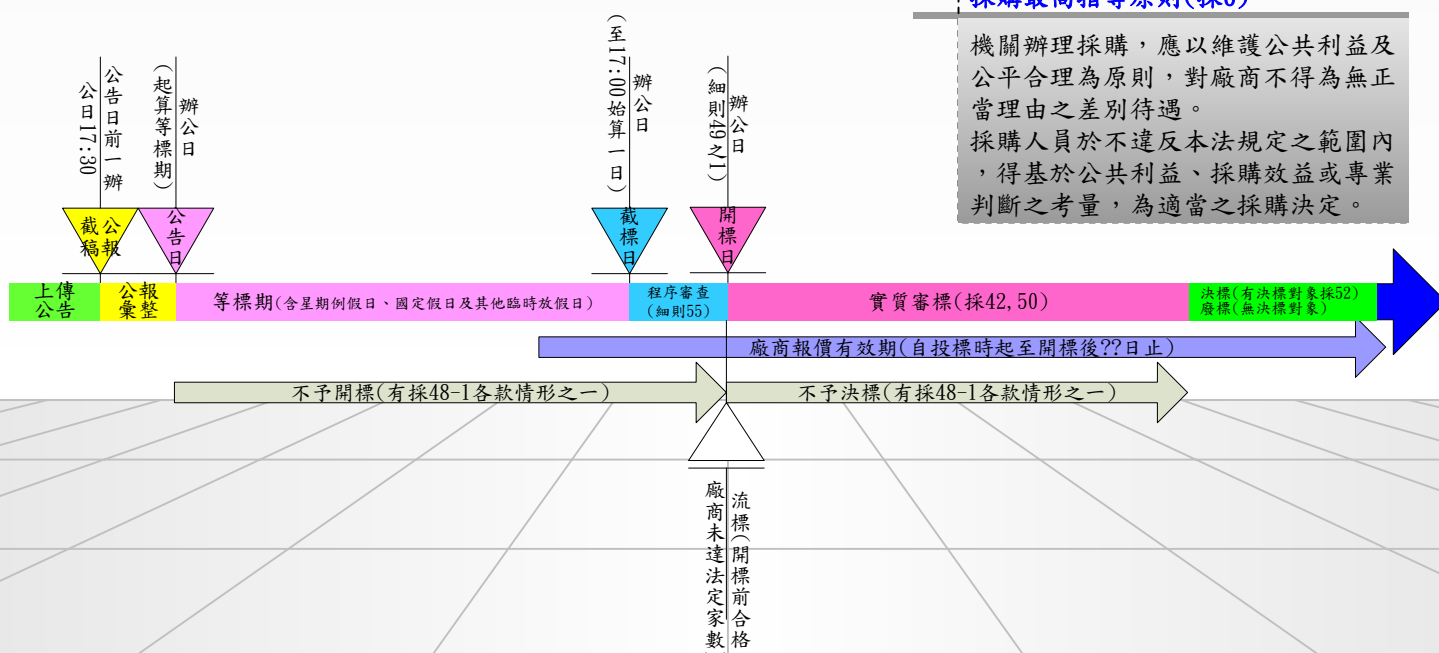 採購最高指導原則(採6)
機關辦理採購，應以維護公共利益及
公平合理為原則，對廠商不得為無正
當理由之差別待遇。
採購人員於不違反本法規定之範圍內
，得基於公共利益、採購效益或專業
判斷之考量，為適當之採購決定。
公告日前一辦
公日17:30
辦公日
(起算等標期)
辦公日
(至17:00始算一日)
辦公日
(細則49之1)
公報
截稿
公告日
截標日
開標日
上傳
公告
公報
彙整
等標期(含星期例假日、國定假日及其他臨時放假日)
程序審查
(細則55)
實質審標(採42,50)
決標(有決標對象採52)
廢標(無決標對象)
廠商報價有效期(自投標時起至開標後??日止)
不予開標(有採48-1各款情形之一)
不予決標(有採48-1各款情形之一)
流標(開標前合格
廠商未達法定家數